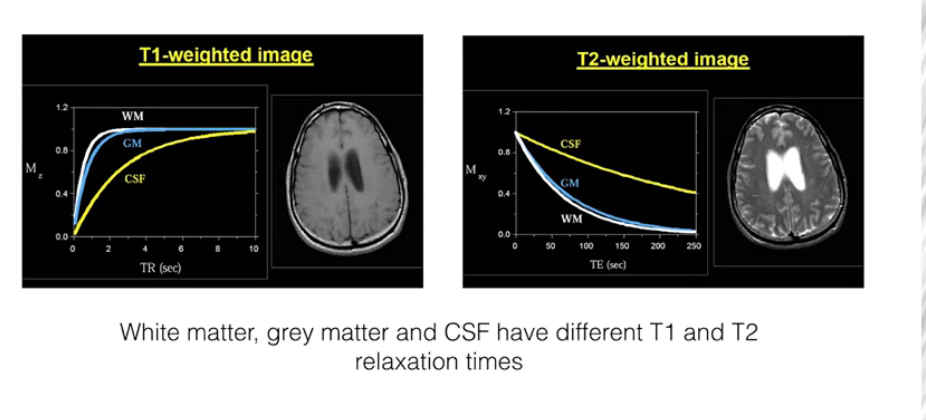 T1-weighted image
1.2
WM
GM
0.8
Mz
CSF
0.4
0.0
0 2 4 6 8 10
TR (sec)
T2-weighted image
1.2
CSF
0.8
Mxy
GM
0.4
WM
0.0
0 50 100 150 200 250
TE (sec)
White matter, grey matter and CSF have different T1 and T2
relaxation times